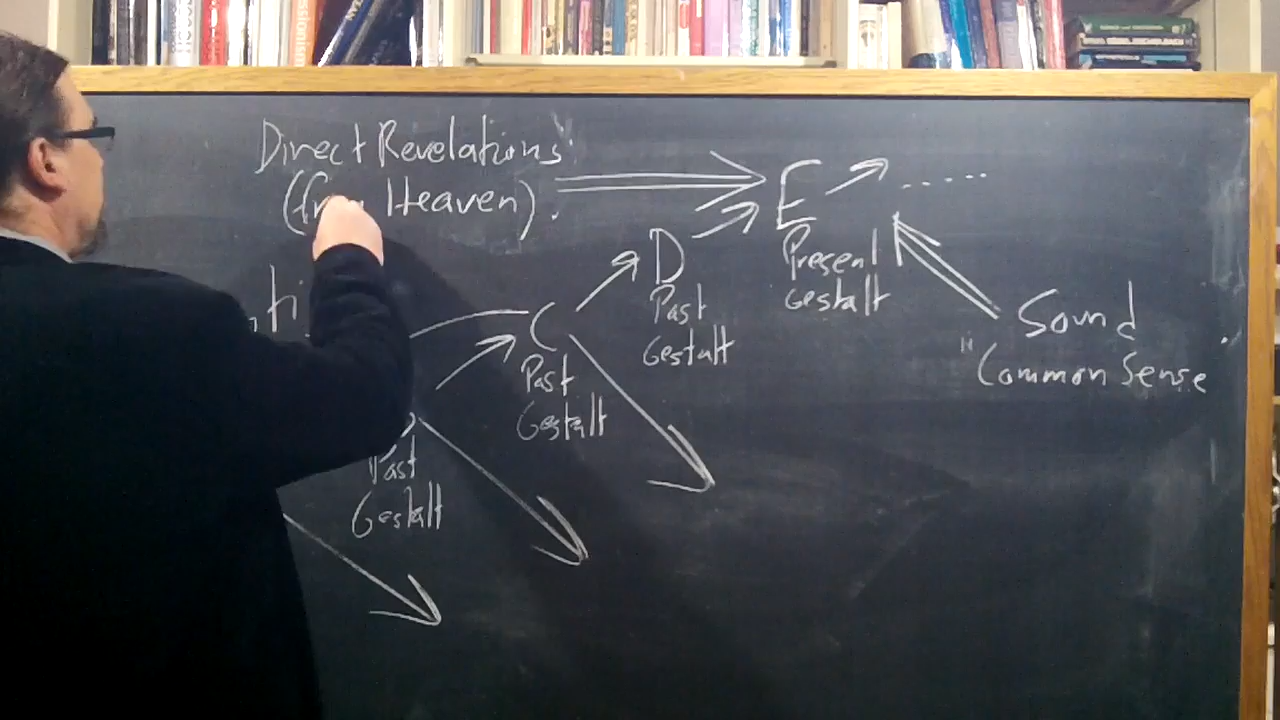 Direct Revelations
(from Heaven).
E
Present
Gestalt
D
Past
Gestalt
C
Past
Gestalt
Past
Gestalt
Sound
"Common Sense